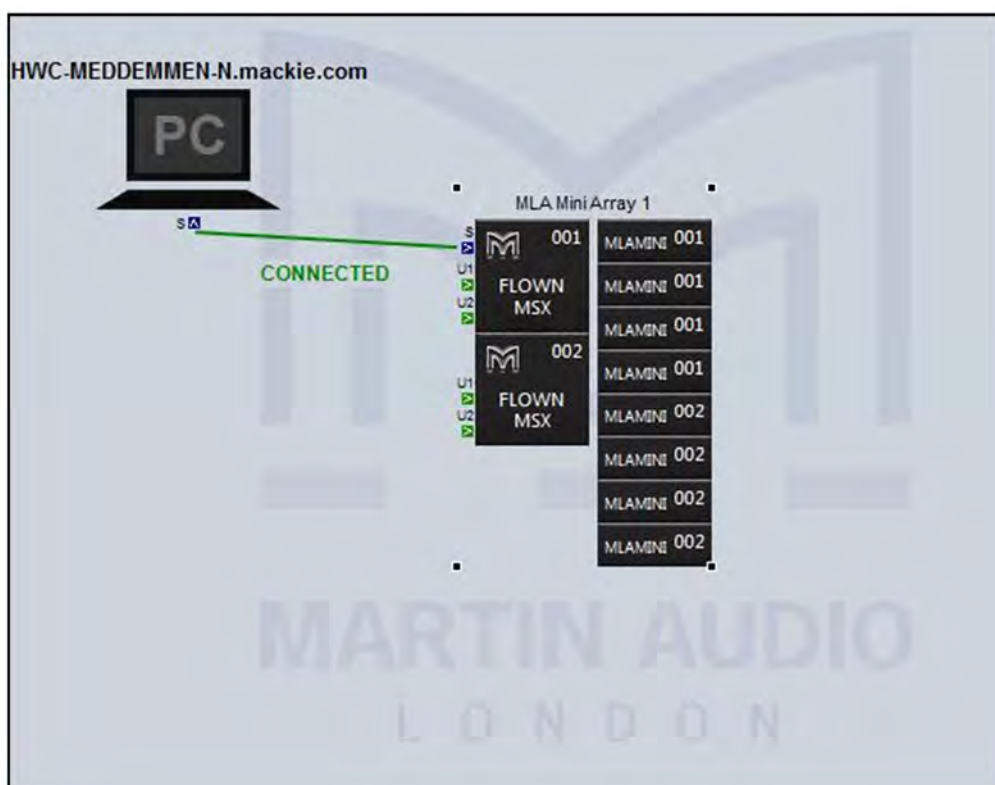 HWC-MEDDEMMEN-N.mackie.com
PC
S
CONNECTED
MLA Mini Array 1
S
U1
U2
001
FLOWN
MSX
U1
U2
002
FLOWN
MSX
MLAMINI 001
MLAMINI 001
MLAMINI 001
MLAMINI 001
MLAMINI 002
MLAMINI 002
MLAMINI 002
MLAMINI 002
MARTIN AUDIO
LONDON